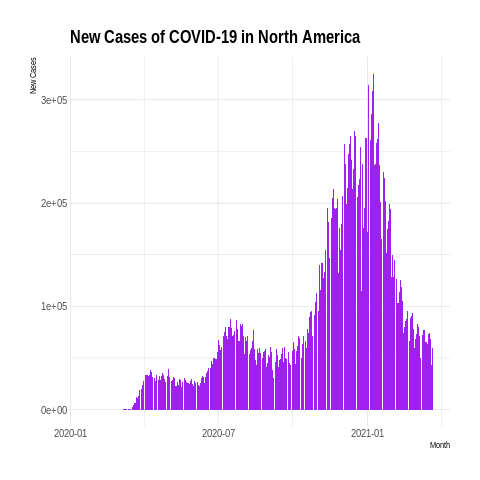 New Cases of COVID-19 in North America
New Cases
3e+05
2e+05
1e+05
0e+00
2020-01
2020-07
2021-01
Month